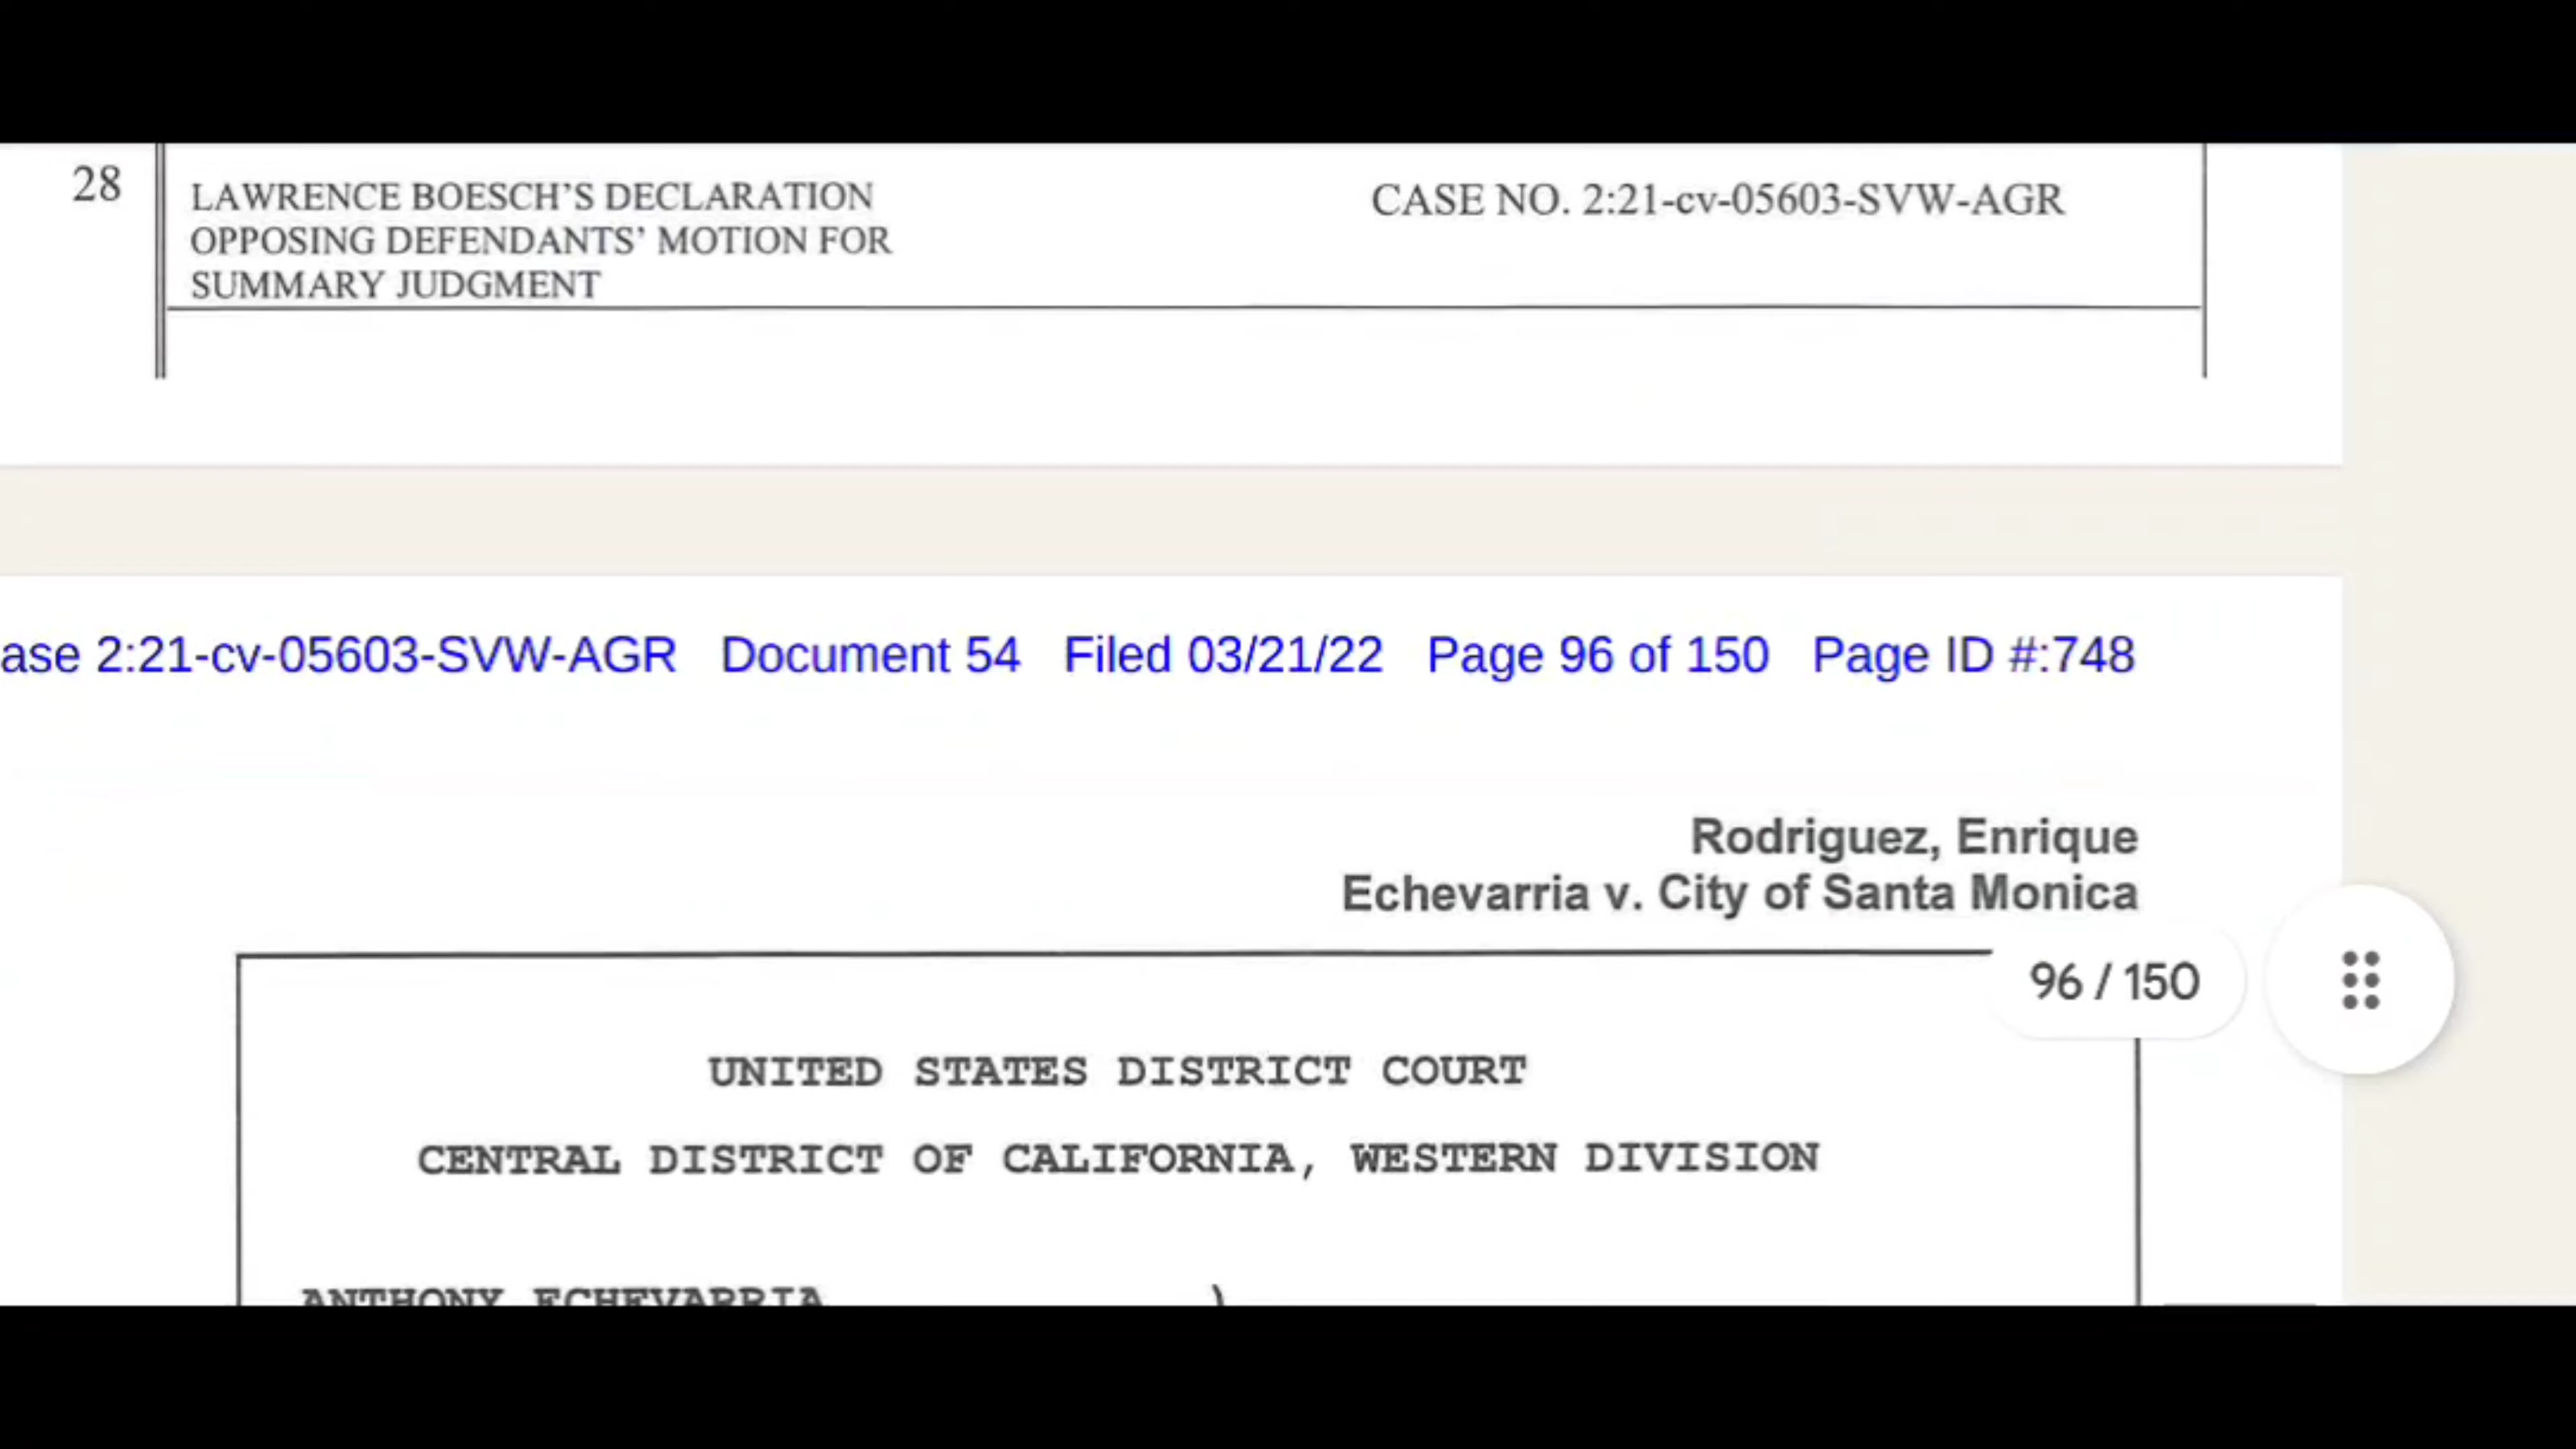 28
LAWRENCE BOESCH'S DECLARATION
OPPOSING DEFENDANTS' MOTION FOR
SUMMARY JUDGMENT
CASE NO. 2:21-cv-05603-SVW-AGR
ase 2:21-cv-05603-SVW-AGR Document 54 Filed 03/21/22 Page 96 of 150 Page ID #:748
Rodriguez, Enrique
Echevarria v. City of Santa Monica
96 / 150
UNITED STATES DISTRICT COURT
CENTRAL DISTRICT OF CALIFORNIA, WESTERN DIVISION
ANTHONY ECHEVARRIA )